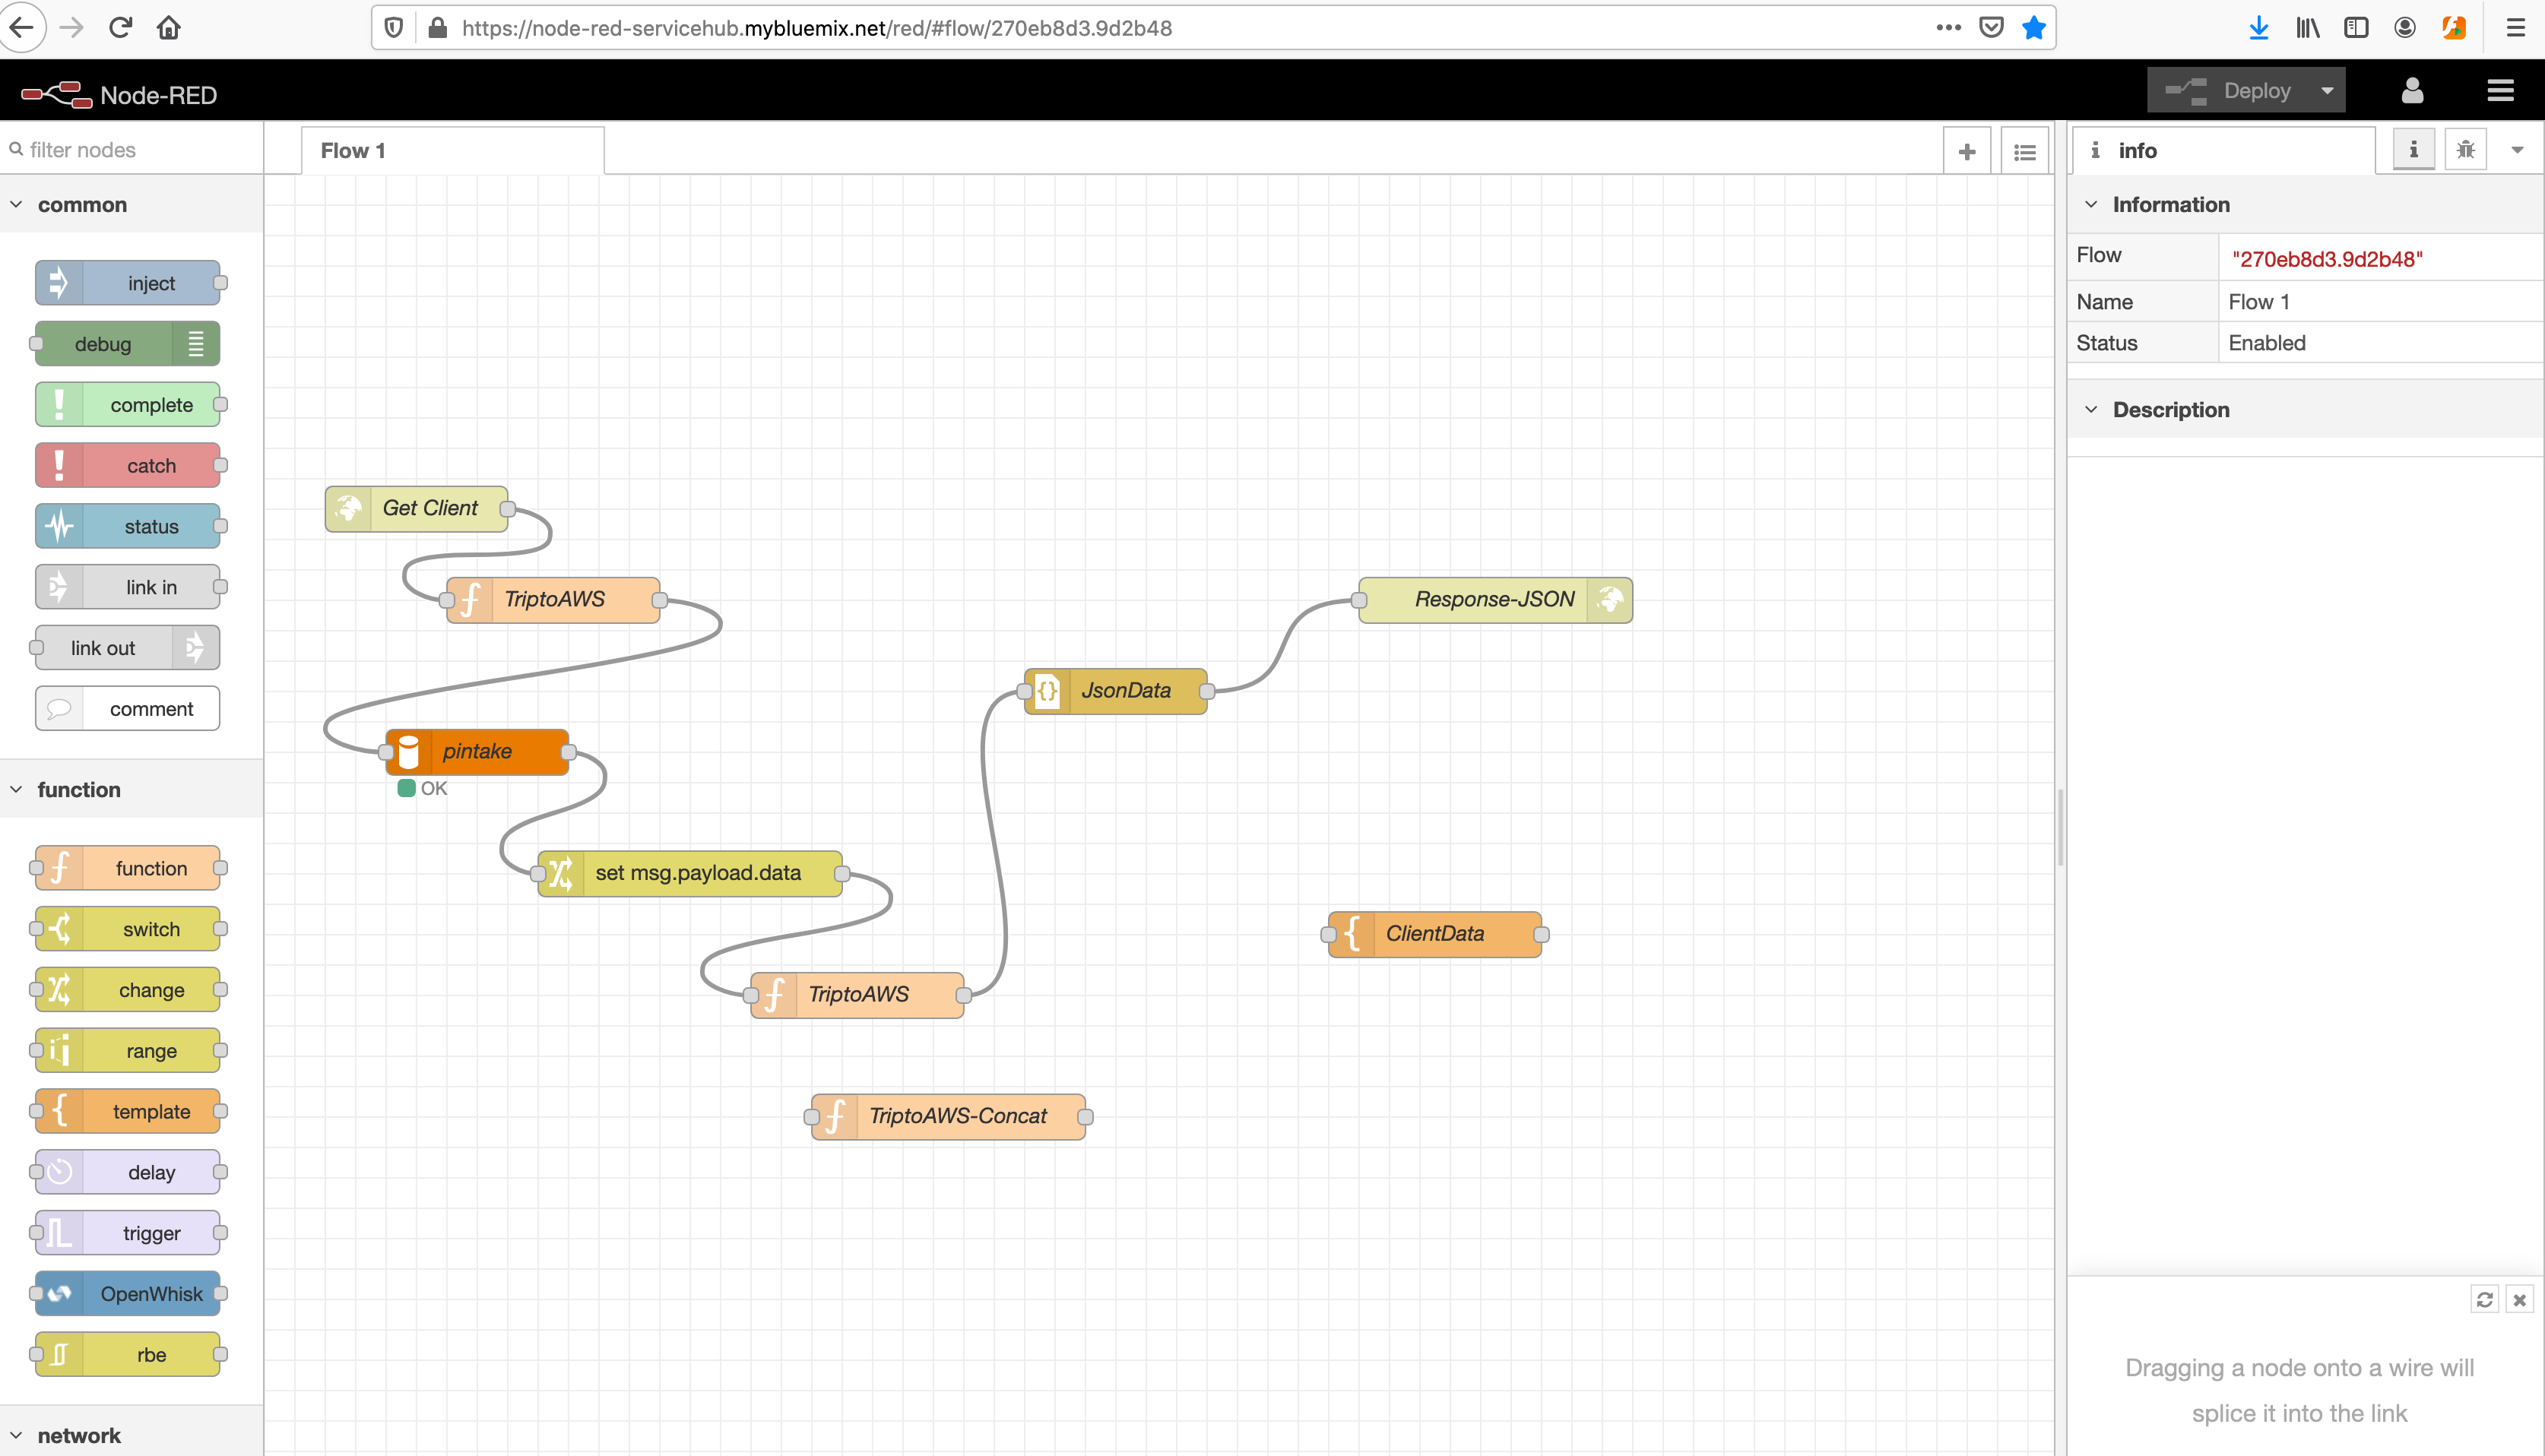 https://node-red-servicehub.mybluemix.net/red/#flow/270eb8d3.9d2b48
Node-RED
Deploy
filter nodes
common
inject
debug
complete
catch
status
link in
link out
comment
function
function
switch
change
range
template
delay
trigger
OpenWhisk
rbe
network
Flow 1
Get Client
TriptoAWS
pintake
OK
set msg.payload.data
TriptoAWS
TriptoAWS-Concat
JsonData
Response-JSON
ClientData
info
Information
Flow "270eb8d3.9d2b48"
Name Flow 1
Status Enabled
Description
Dragging a node onto a wire will
splice it into the link